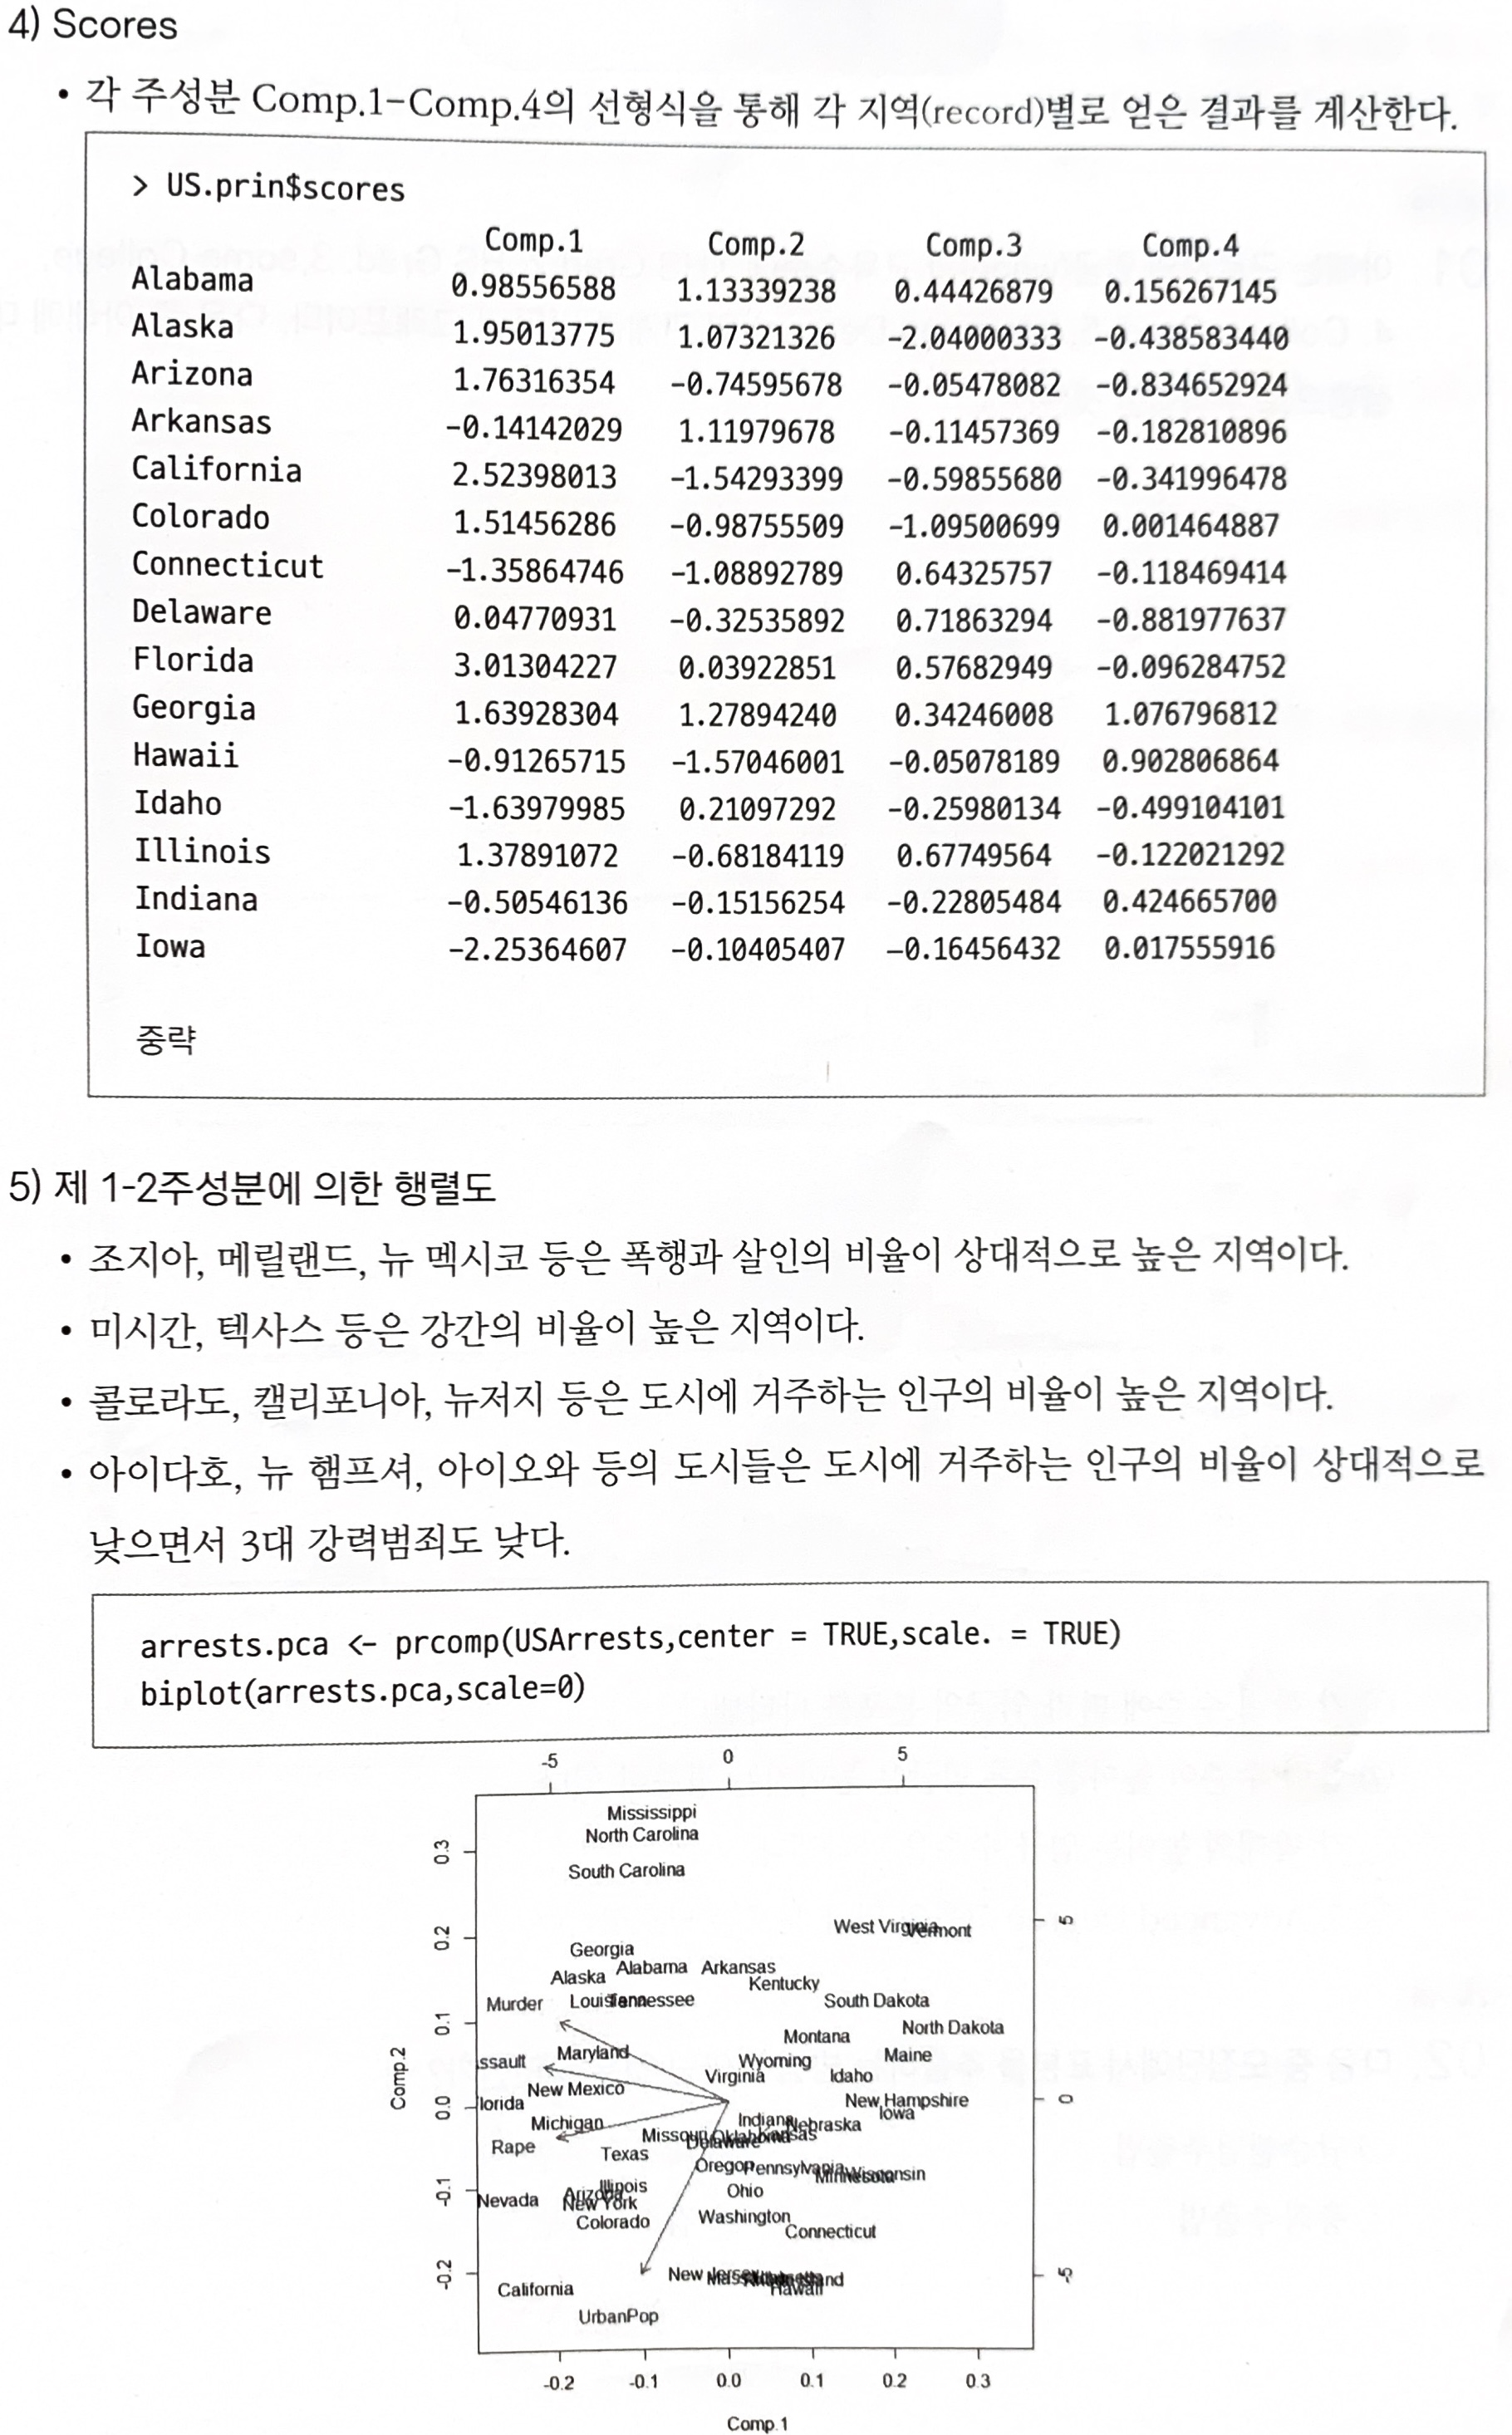 4) Scores
• 각 주성분 Comp.1-Comp.4의 선형식을 통해 각 지역(record)별로 얻은 결과를 계산한다.
> US.prin$scores
Comp.1 Comp.2 Comp.3 Comp.4
Alabama 0.98556588 1.13339238 0.44426879 0.156267145
Alaska 1.95013775 1.07321326 -2.04000333 -0.438583440
Arizona 1.76316354 -0.74595678 -0.05478082 -0.834652924
Arkansas -0.14142029 1.11979678 -0.11457369 -0.182810896
California 2.52398013 -1.54293399 -0.59855680 -0.341996478
Colorado 1.51456286 -0.98755509 -1.09500699 0.001464887
Connecticut -1.35864746 -1.08892789 0.64325757 -0.118469414
Delaware 0.04770931 -0.32535892 0.71863294 -0.881977637
Florida 3.01304227 0.03922851 0.57682949 -0.096284752
Georgia 1.63928304 1.27894240 0.34246008 1.076796812
Hawaii -0.91265715 -1.57046001 -0.05078189 0.902806864
Idaho -1.63979985 0.21097292 -0.25980134 -0.499104101
Illinois 1.37891072 -0.68184119 0.67749564 -0.122021292
Indiana -0.50546136 -0.15156254 -0.22805484 0.424665700
Iowa -2.25364607 -0.10405407 -0.16456432 0.017555916
중략
5) 제 1-2주성분에 의한 행렬도
• 조지아, 메릴랜드, 뉴 멕시코 등은 폭행과 살인의 비율이 상대적으로 높은 지역이다.
• 미시간, 텍사스 등은 강간의 비율이 높은 지역이다.
• 콜로라도, 캘리포니아, 뉴저지 등은 도시에 거주하는 인구의 비율이 높은 지역이다.
• 아이다호, 뉴 햄프셔, 아이오와 등의 도시들은 도시에 거주하는 인구의 비율이 상대적으로
낮으면서 3대 강력범죄도 낮다.
arrests.pca <- prcomp(USArrests,center = TRUE,scale. = TRUE)
biplot(arrests.pca,scale=0)
-5 0 5
Mississippi
North Carolina
0.3
South Carolina
West Virginia Vermont
5
0.2
Georgia
Alabama Arkansas
Alaska
Kentucky
Murder Louisiana Tennessee South Dakota
0.1
North Dakota
Montana
Maryland Maine
ssault Wyoming
Virginia Idaho
New Mexico
lorida New Hampshire
0.0 0
Iowa
Michigan Indiana Nebraska
Missouri Oklahoma Kansas
Delaware
Rape Texas
Oregon Pennsylvania
Minnesota Wisconsin
Illinois
Ohio
-0.1
Nevada Arizona
New York
Colorado Washington
Connecticut
-0.2 -5
New Jersey
Hawaii
California
UrbanPop
-0.2 -0.1 0.0 0.1 0.2 0.3
Comp.1
Comp.2